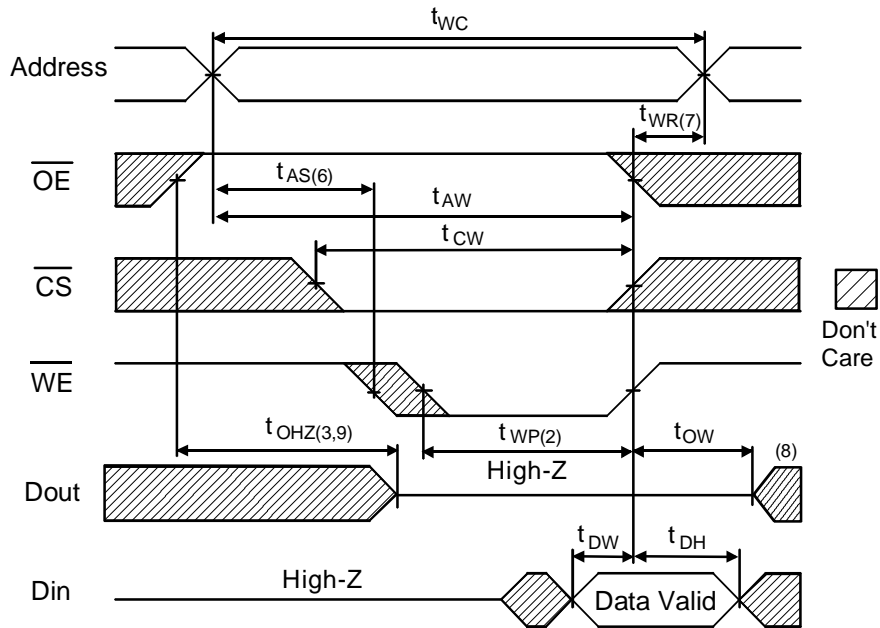 tWC
Address
tWR(7)
OE
tAS(6)
tAW
tCW
CS
Don't
Care
WE
tOHZ(3,9)
tWP(2)
tOW
(8)
High-Z
Dout
tDW
tDH
High-Z
Din
Data Valid